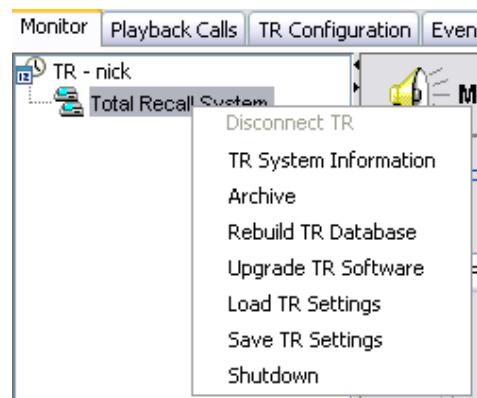 Monitor Playback Calls TR Configuration Even
TR - nick
Total Recall System
M
Disconnect TR
TR System Information
Archive
Rebuild TR Database
Upgrade TR Software
Load TR Settings
Save TR Settings
Shutdown